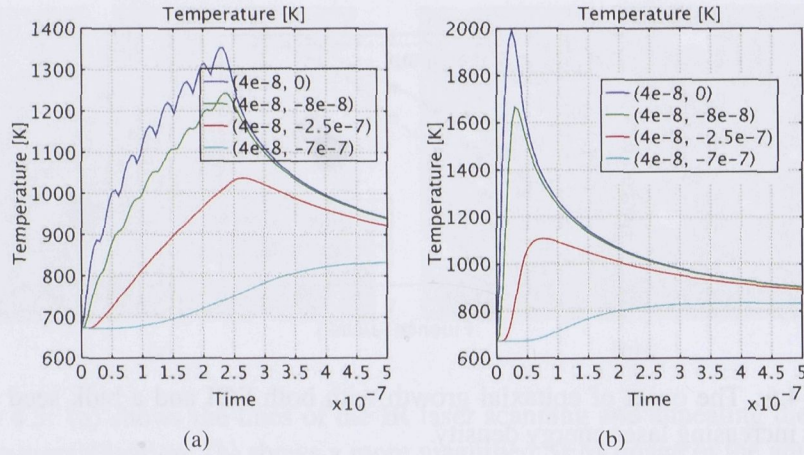 Temperature [K]
1400
1300
1200
1100
1000
900
800
700
600
Temperature [K]
(4e-8, 0)
(4e-8, -8e-8)
(4e-8, -2.5e-7)
(4e-8, -7e-7)
0 0.5 1 1.5 2 2.5 3 3.5 4 4.5 5
Time
×10⁻⁷
(a)
Temperature [K]
2000
1800
1600
1400
1200
1000
800
600
Temperature [K]
(4e-8, 0)
(4e-8, -8e-8)
(4e-8, -2.5e-7)
(4e-8, -7e-7)
0 0.5 1 1.5 2 2.5 3 3.5 4 4.5 5
Time
×10⁻⁷
(b)